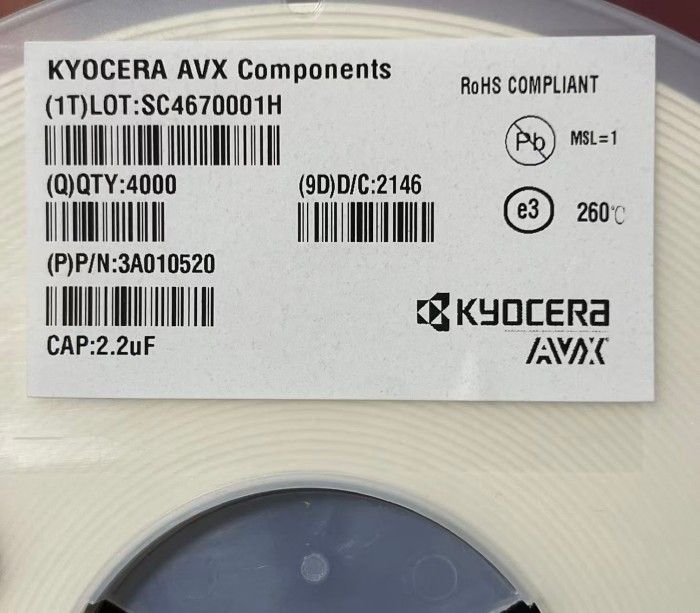 KYOCERA AVX Components
(1T)LOT:SC4670001H
RoHS COMPLIANT
Pb
MSL=1
(Q)QTY:4000
(9D)D/C:2146
e3
260℃
(P)P/N:3A010520
KYOCERA
AVX
CAP:2.2uF